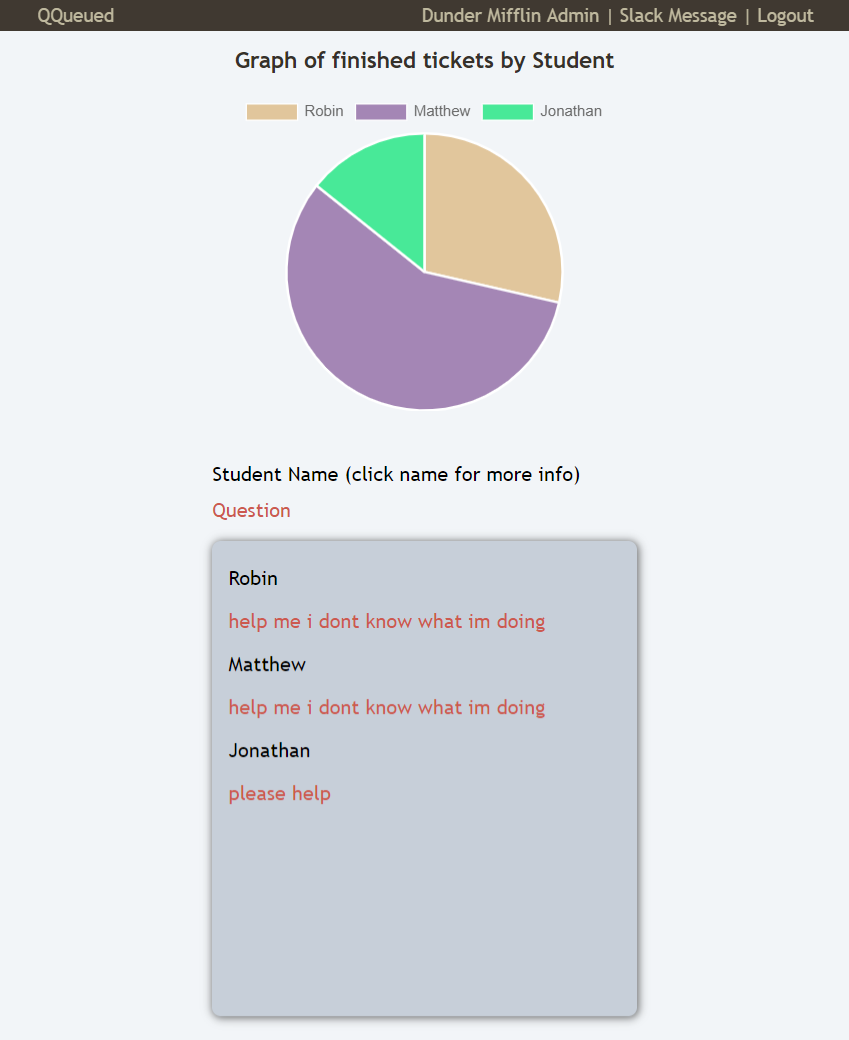 QQueued Dunder Mifflin Admin | Slack Message | Logout
Graph of finished tickets by Student
Robin Matthew Jonathan
Student Name (click name for more info)
Question
Robin
help me i dont know what im doing
Matthew
help me i dont know what im doing
Jonathan
please help